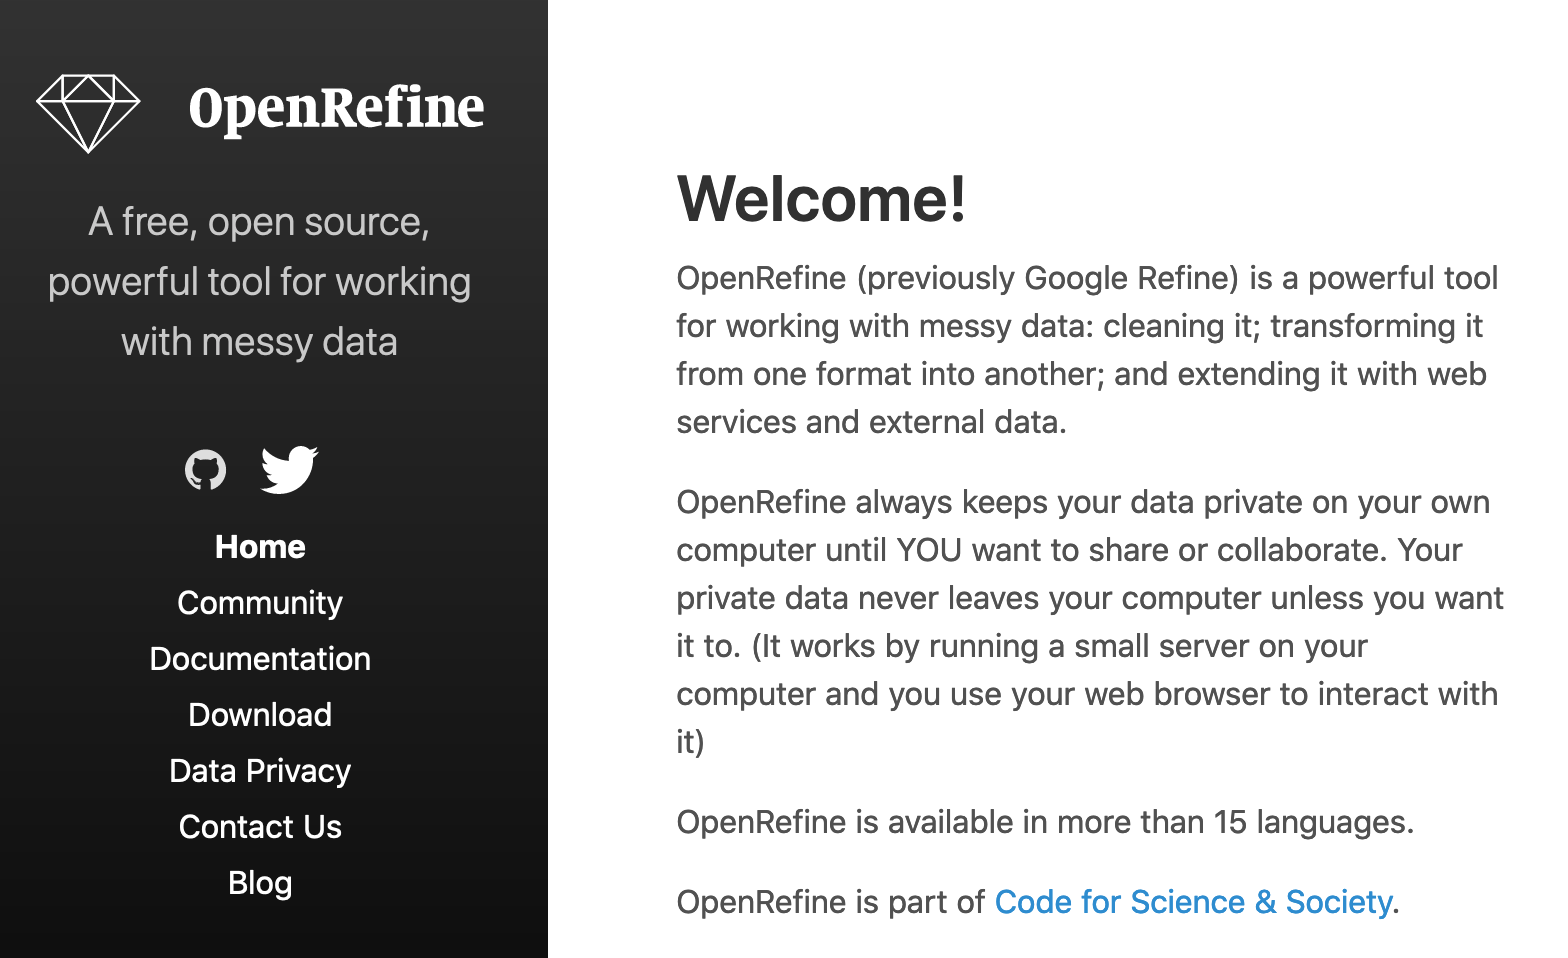 OpenRefine
A free, open source,
powerful tool for working
with messy data
Home
Community
Documentation
Download
Data Privacy
Contact Us
Blog
Welcome!
OpenRefine (previously Google Refine) is a powerful tool
for working with messy data: cleaning it; transforming it
from one format into another; and extending it with web
services and external data.
OpenRefine always keeps your data private on your own
computer until YOU want to share or collaborate. Your
private data never leaves your computer unless you want
it to. (It works by running a small server on your
computer and you use your web browser to interact with
it)
OpenRefine is available in more than 15 languages.
OpenRefine is part of Code for Science & Society.